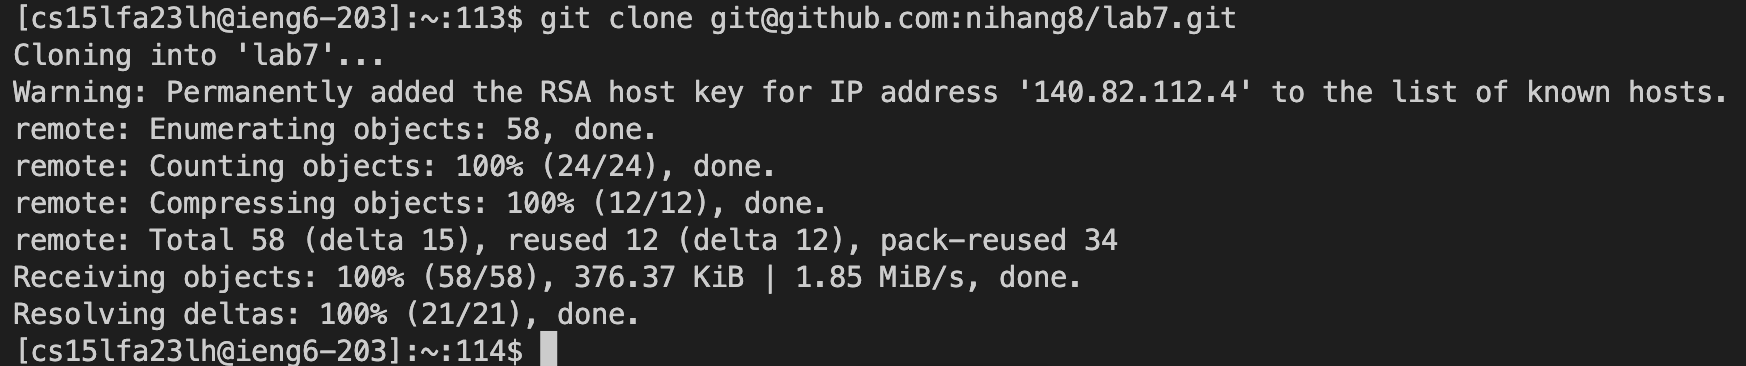 [cs15lfa23lh@ieng6-203]:~:113$ git clone git@github.com:nihang8/lab7.git
Cloning into 'lab7'...
Warning: Permanently added the RSA host key for IP address '140.82.112.4' to the list of known hosts.
remote: Enumerating objects: 58, done.
remote: Counting objects: 100% (24/24), done.
remote: Compressing objects: 100% (12/12), done.
remote: Total 58 (delta 15), reused 12 (delta 12), pack-reused 34
Receiving objects: 100% (58/58), 376.37 KiB | 1.85 MiB/s, done.
Resolving deltas: 100% (21/21), done.
[cs15lfa23lh@ieng6-203]:~:114$